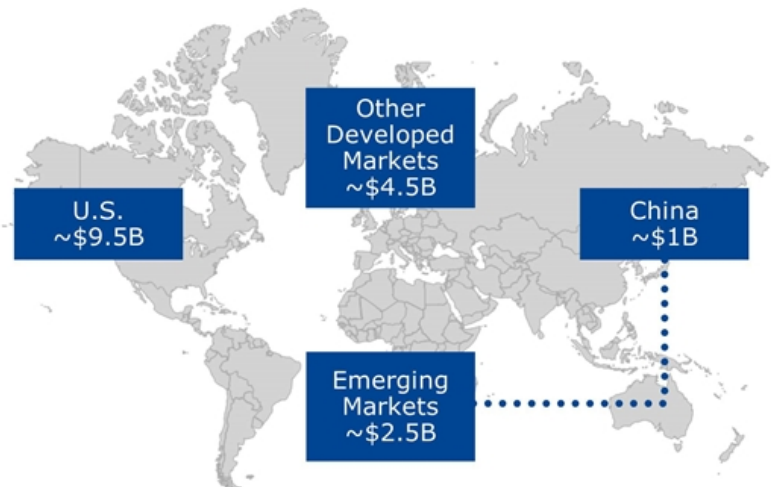 Other
Developed
Markets
~$4.5B
U.S.
~$9.5B
China
~$1B
Emerging
Markets
~$2.5B